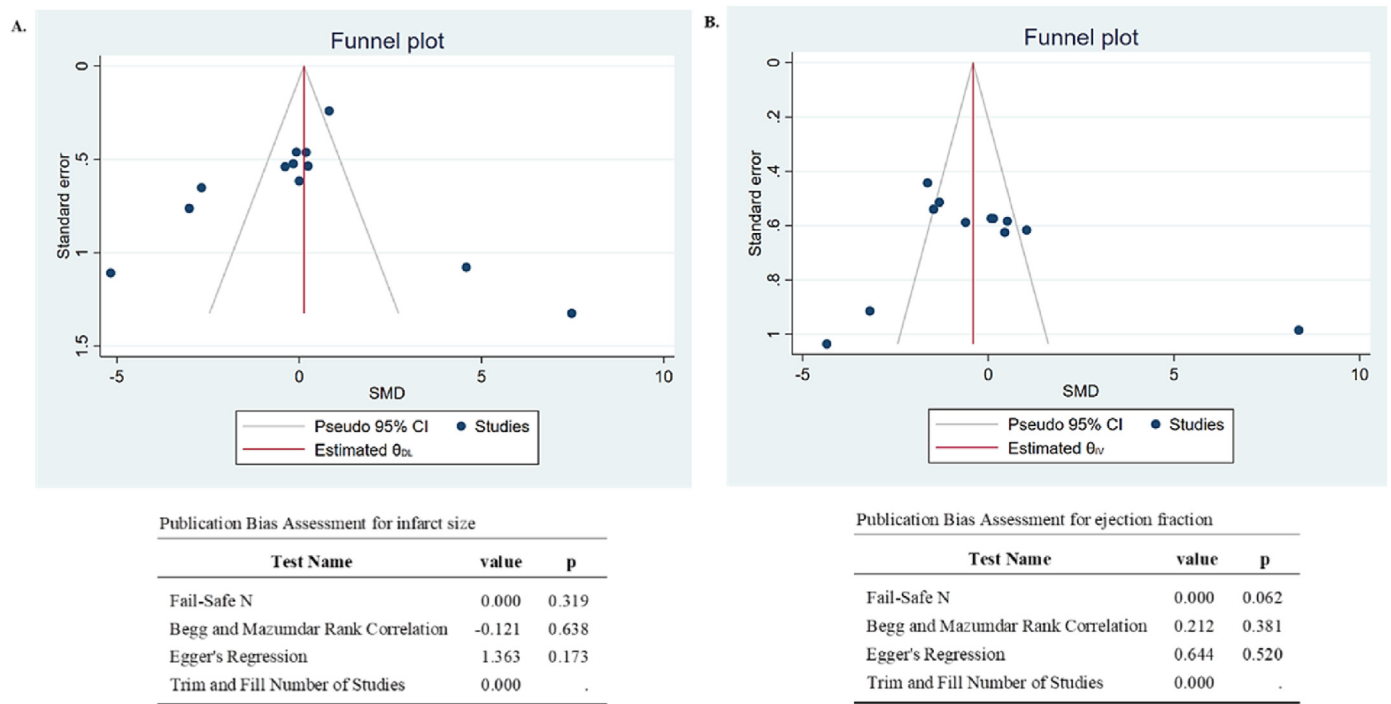 A.
Funnel plot
Standard error
0
.5
1
1.5
-5 0 5 10
SMD
Pseudo 95% CI Studies
Estimated θDL
Publication Bias Assessment for infarct size
Test Name value p
Fail-Safe N 0.000 0.319
Begg and Mazumdar Rank Correlation -0.121 0.638
Egger's Regression 1.363 0.173
Trim and Fill Number of Studies 0.000 .
B.
Funnel plot
Standard error
0
.2
.4
.6
.8
1
-5 0 5 10
SMD
Pseudo 95% CI Studies
Estimated θIV
Publication Bias Assessment for ejection fraction
Test Name value p
Fail-Safe N 0.000 0.062
Begg and Mazumdar Rank Correlation 0.212 0.381
Egger's Regression 0.644 0.520
Trim and Fill Number of Studies 0.000 .